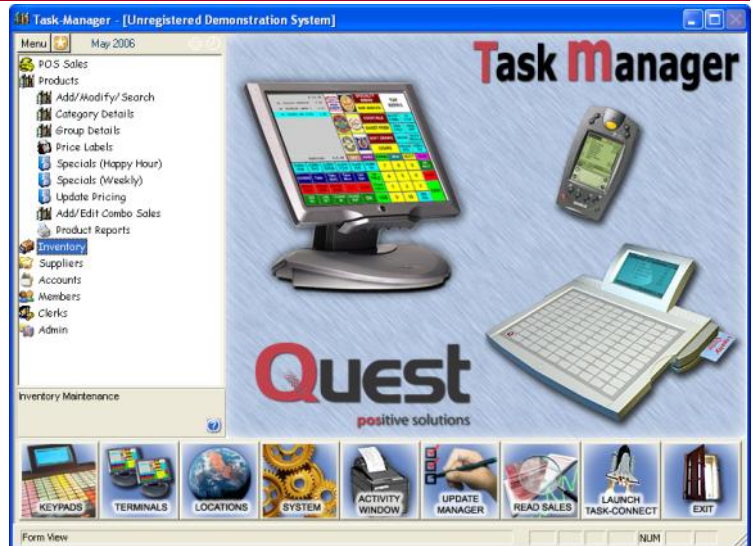 Task-Manager - [Unregistered Demonstration System]
Menu
May 2006
POS Sales
Products
Add/Modify/Search
Category Details
Group Details
Price Labels
Specials (Happy Hour)
Specials (Weekly)
Update Pricing
Add/Edit Combo Sales
Product Reports
Inventory
Suppliers
Accounts
Members
Clerks
Admin
Inventory Maintenance
Task Manager
Quest
positive solutions
KEYPADS
TERMINALS
LOCATIONS
SYSTEM
ACTIVITY
WINDOW
UPDATE
MANAGER
READ SALES
LAUNCH
TASK-CONNECT
EXIT
Form View
NUM